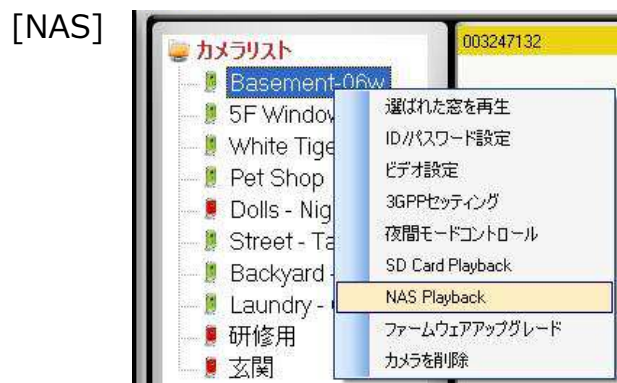 [NAS]
カメラリスト
Basement-06w
5F Window
White Tige
Pet Shop
Dolls - Nig
Street - Ta
Backyard -
Laundry -
研修用
玄関
003247132
選ばれた窓を再生
ID/パスワード設定
ビデオ設定
3GPPセッティング
夜間モードコントロール
SD Card Playback
NAS Playback
ファームウェアアップグレード
カメラを削除